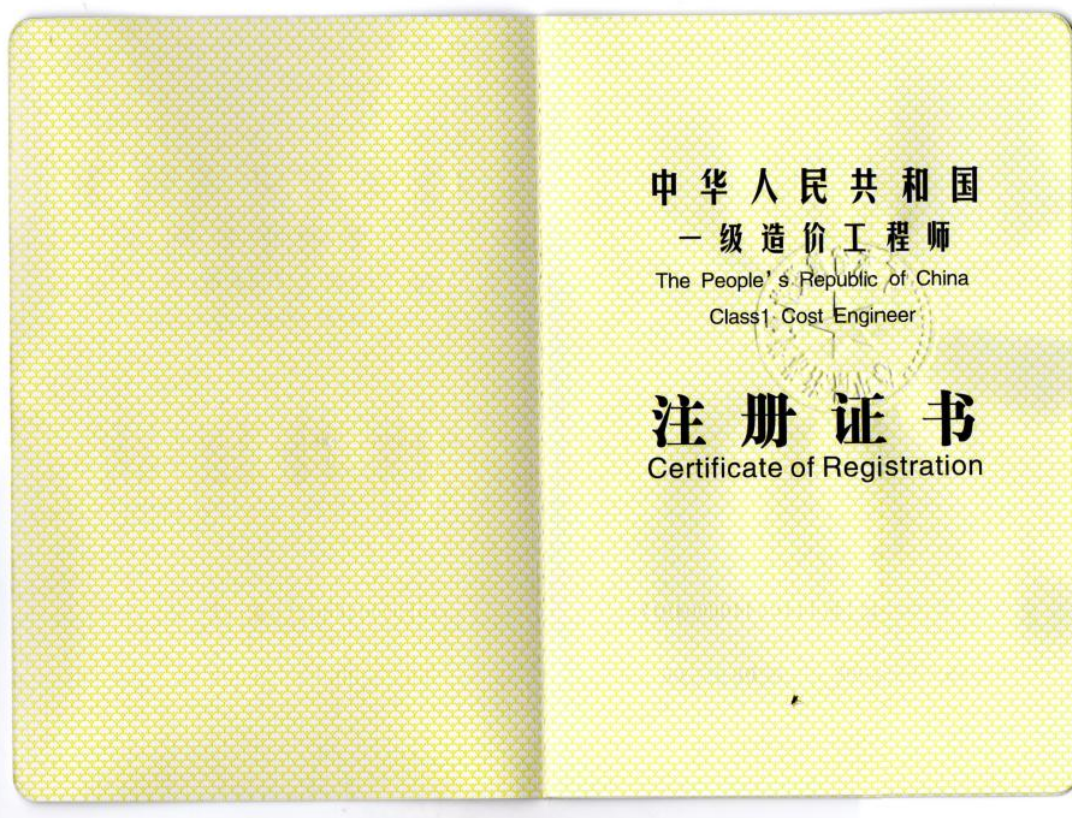 中华人民共和国
一级造价工程师
The People's Republic of China
Class1 Cost Engineer
注册证书
Certificate of Registration